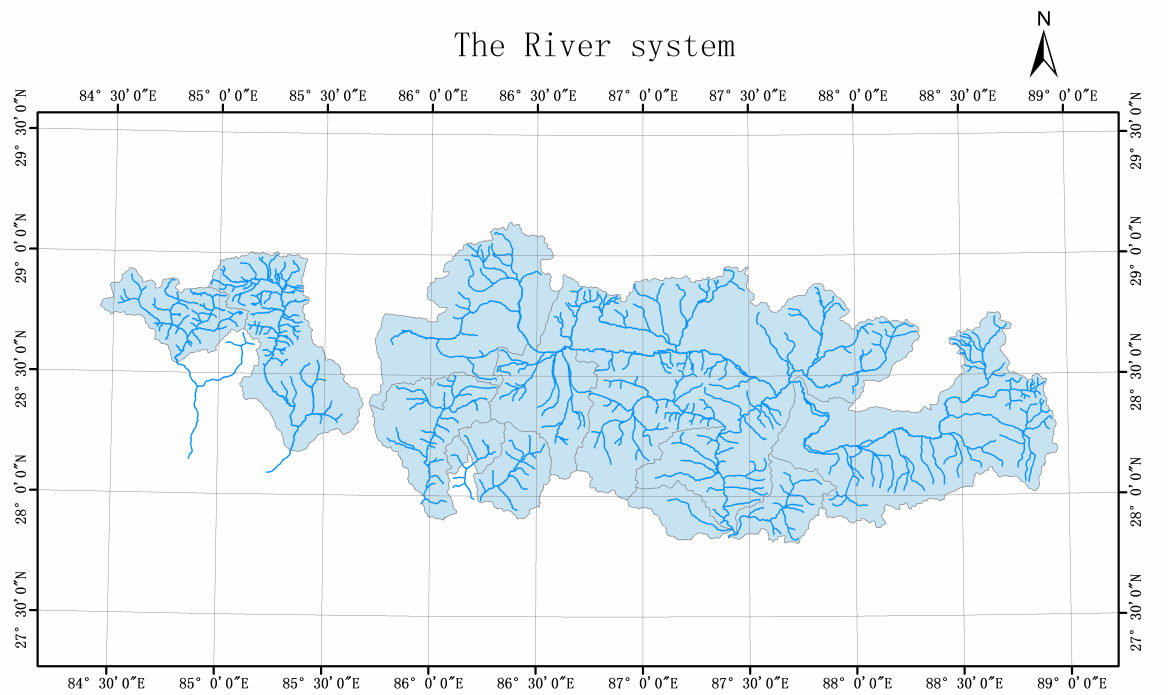 N
The River system
84° 30′0″E 85° 0′0″E 85° 30′0″E 86° 0′0″E 86° 30′0″E 87° 0′0″E 87° 30′0″E 88° 0′0″E 88° 30′0″E 89° 0′0″E
29° 30′0″N
29° 30′0″N
29° 0′0″N
29° 0′0″N
28° 30′0″N
28° 30′0″N
28° 0′0″N
28° 0′0″N
27° 30′0″N
27° 30′0″N
84° 30′0″E 85° 0′0″E 85° 30′0″E 86° 0′0″E 86° 30′0″E 87° 0′0″E 87° 30′0″E 88° 0′0″E 88° 30′0″E 89° 0′0″E